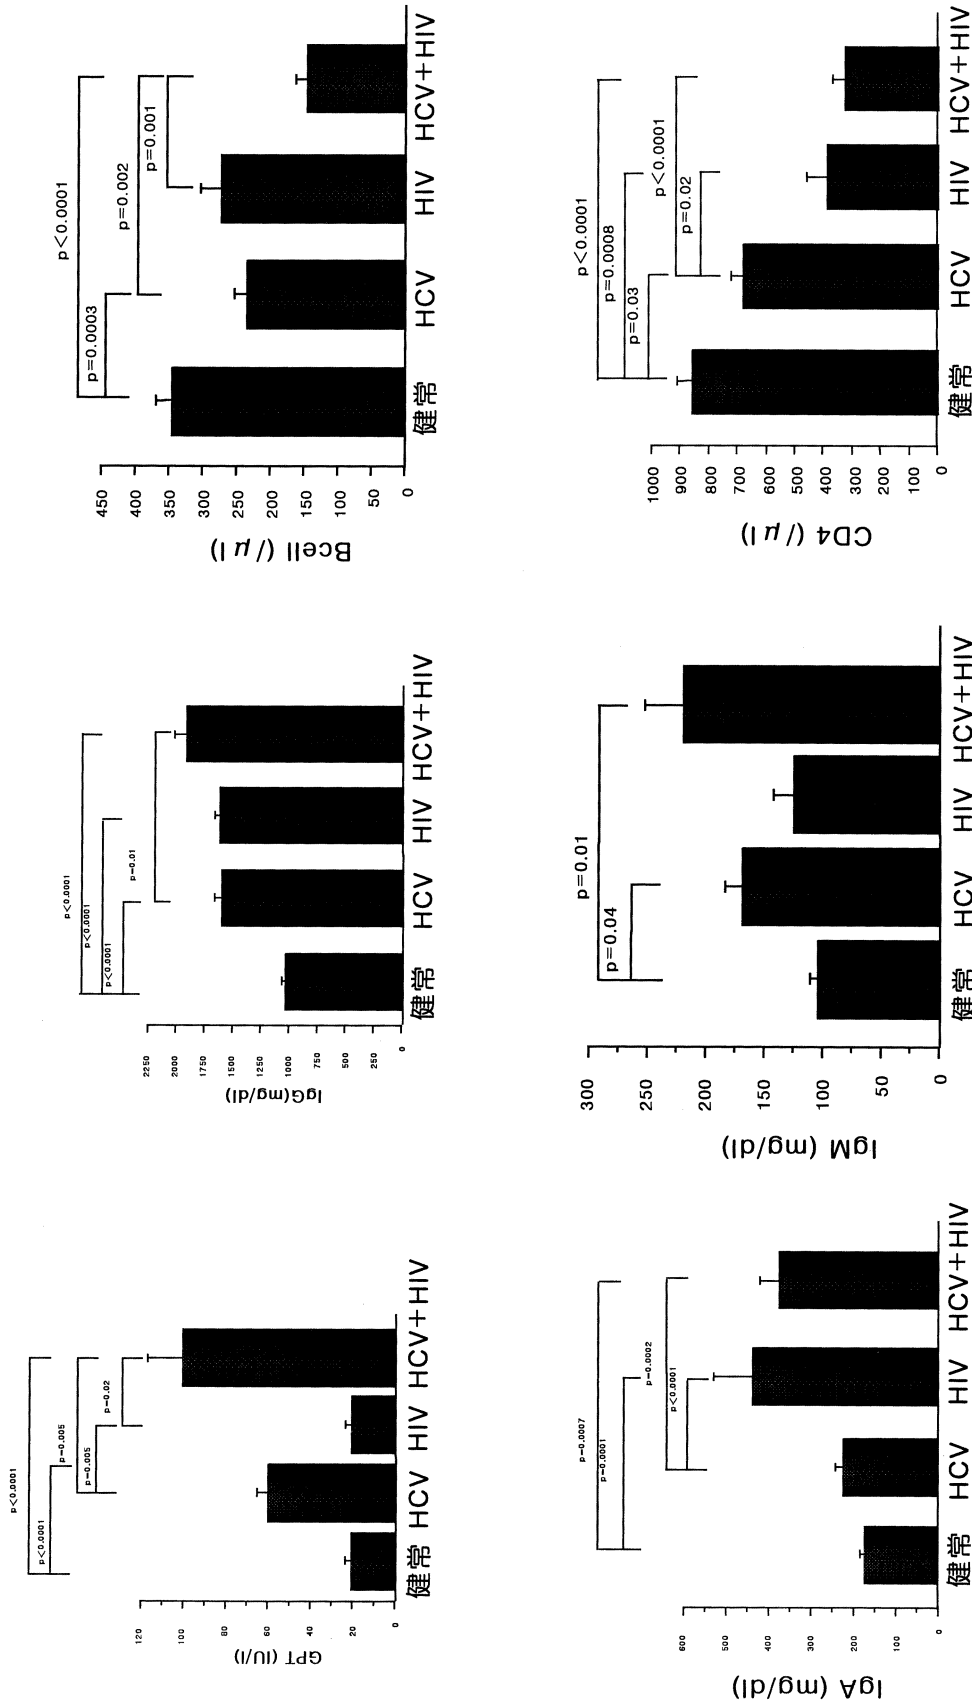 GPT (IU/l)
120
100
80
60
40
20
0
健常
HCV
HIV
HCV+HIV
p<0.0001
p<0.0001
p=0.005
p=0.005
p=0.02
IgG(mg/dl)
2250
2000
1750
1500
1250
1000
750
500
250
0
健常
HCV
HIV
HCV+HIV
p<0.0001
p<0.0001
p<0.0001
p=0.01
Bcell (/μl)
450
400
350
300
250
200
150
100
50
0
健常
HCV
HIV
HCV+HIV
p<0.0001
p=0.0003
p=0.002
p=0.001
IgA (mg/dl)
600
500
400
300
200
100
0
健常
HCV
HIV
HCV+HIV
p=0.0007
p=0.0001
p=0.0002
p<0.0001
IgM (mg/dl)
300
250
200
150
100
50
0
健常
HCV
HIV
HCV+HIV
p=0.01
p=0.04
CD4 (/μl)
1000
900
800
700
600
500
400
300
200
100
0
健常
HCV
HIV
HCV+HIV
p<0.0001
p=0.0008
p=0.03
p<0.0001
p=0.02